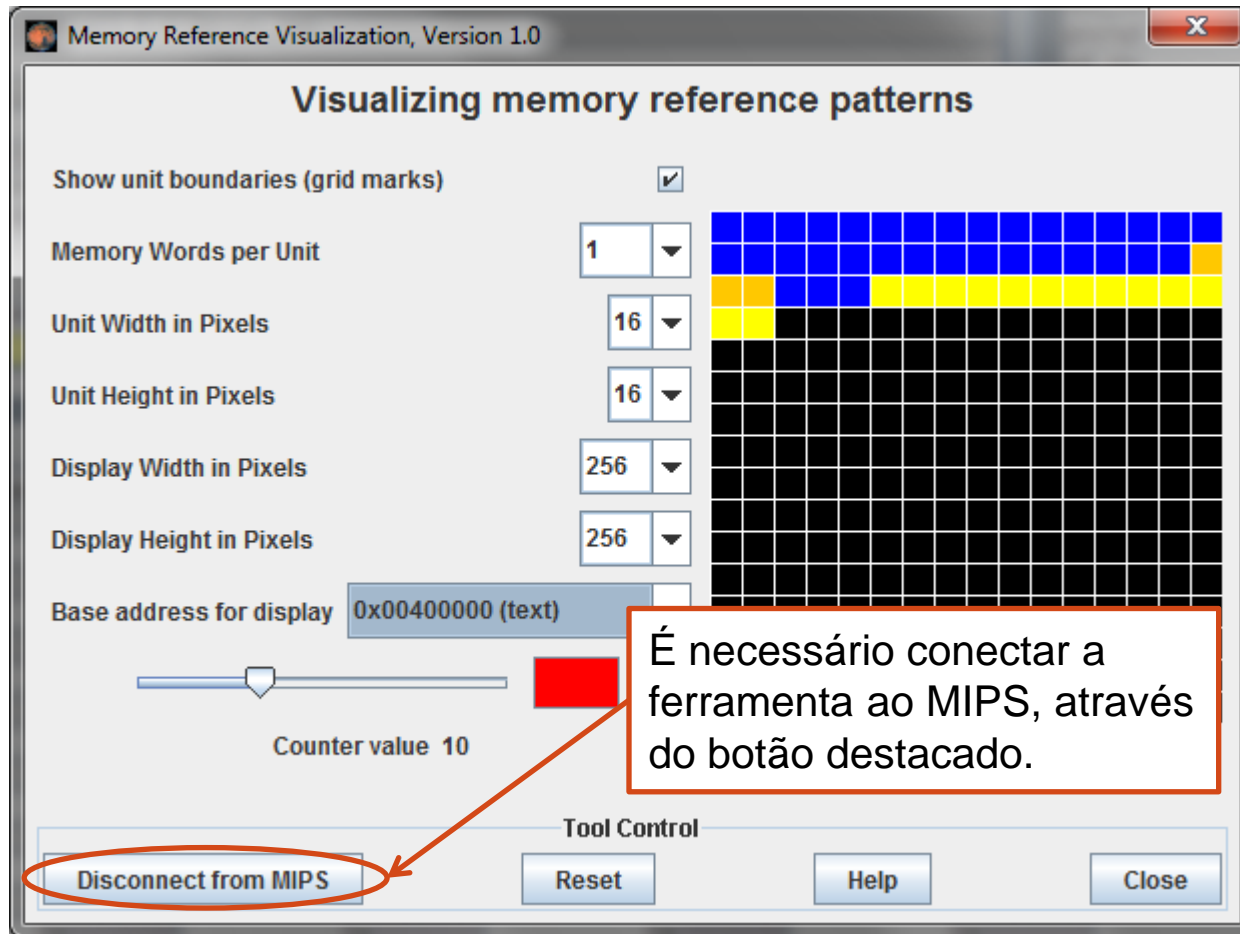 Memory Reference Visualization, Version 1.0
x
Visualizing memory reference patterns
Show unit boundaries (grid marks)
Memory Words per Unit 1
Unit Width in Pixels 16
Unit Height in Pixels 16
Display Width in Pixels 256
Display Height in Pixels 256
Base address for display 0x00400000 (text)
Counter value 10
É necessário conectar a
ferramenta ao MIPS, através
do botão destacado.
Tool Control
Disconnect from MIPS Reset Help Close